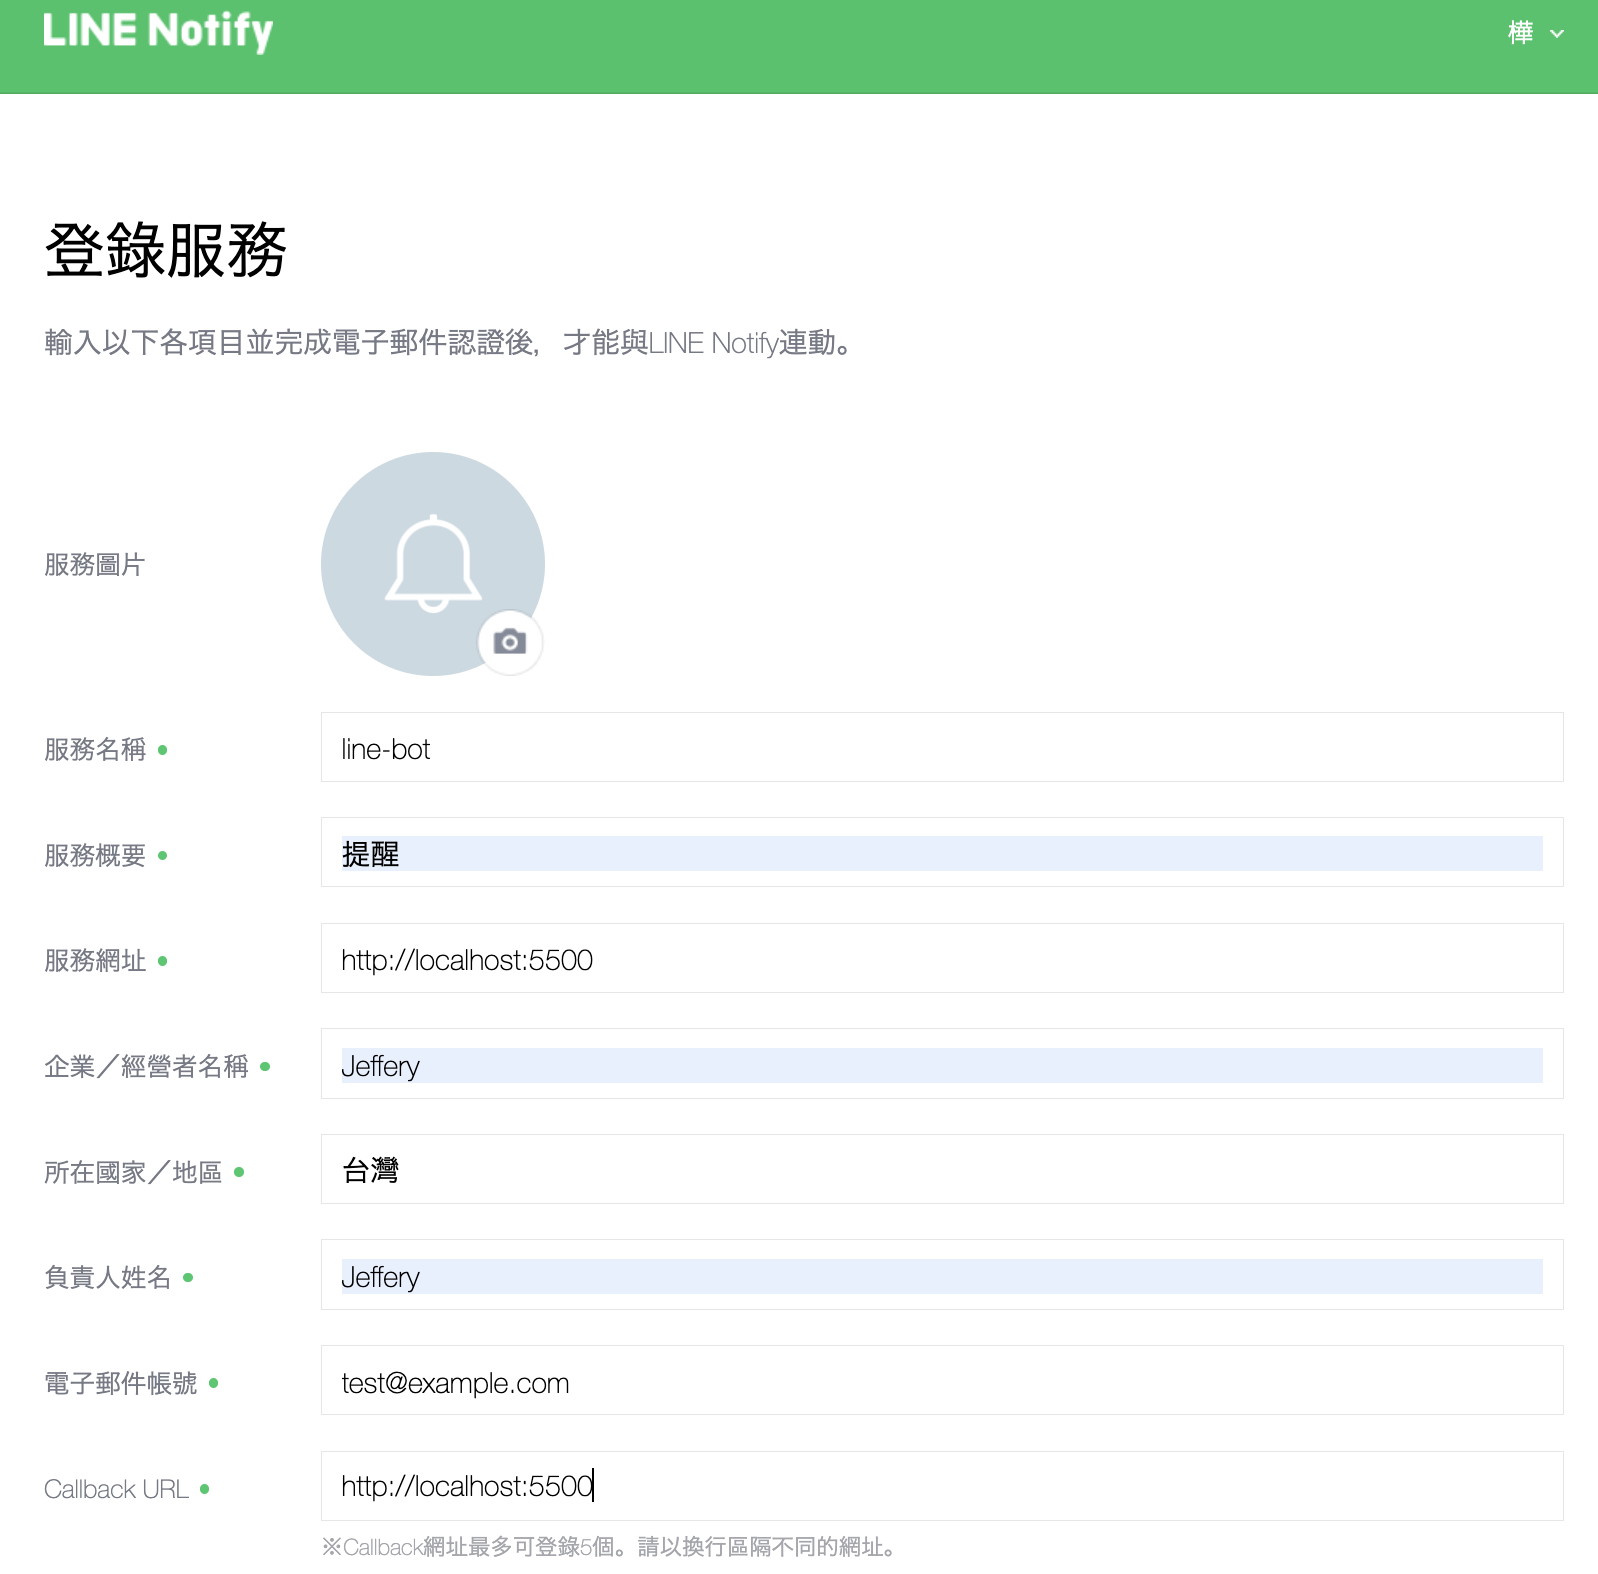 LINE Notify
樺
登錄服務
輸入以下各項目並完成電子郵件認證後，才能與LINE Notify連動。
服務圖片
服務名稱
line-bot
服務概要
提醒
服務網址
http://localhost:5500
企業／經營者名稱
Jeffery
所在國家／地區
台灣
負責人姓名
Jeffery
電子郵件帳號
test@example.com
Callback URL
http://localhost:5500
※Callback網址最多可登錄5個。請以換行區隔不同的網址。